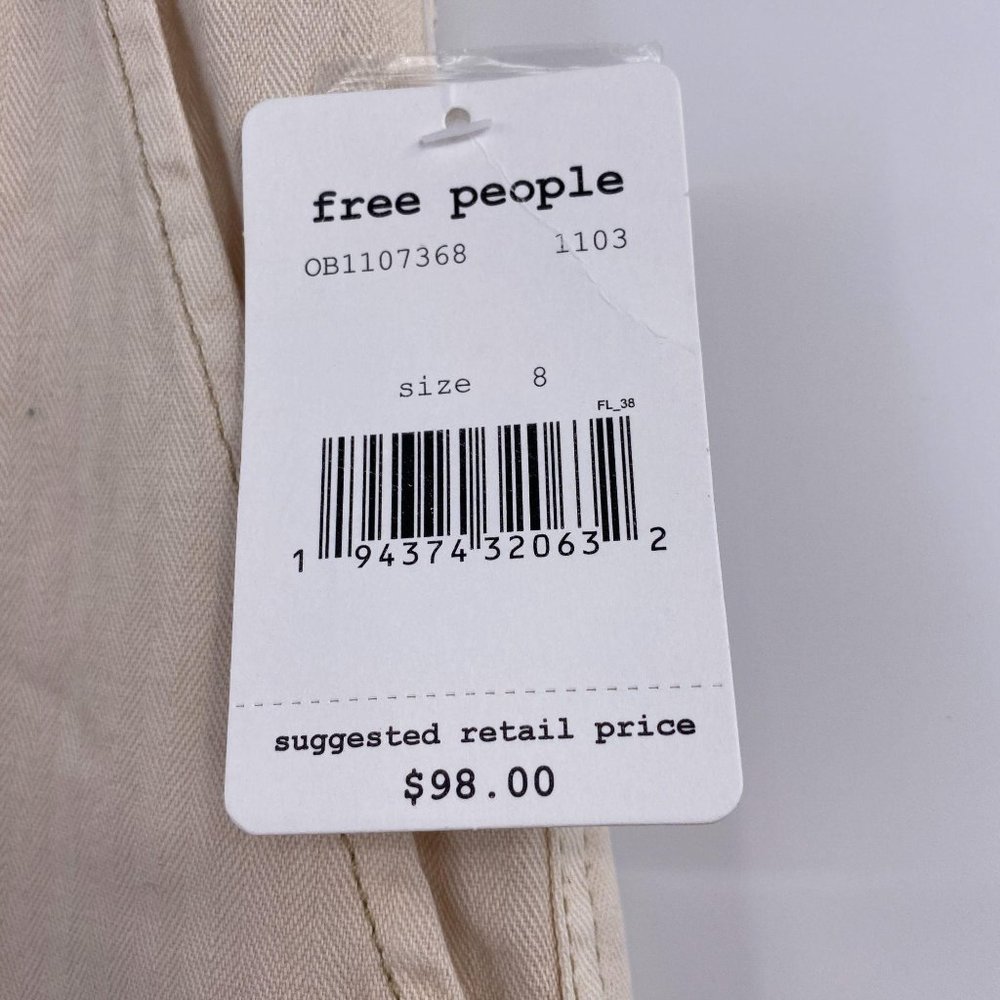 free people
OB1107368 1103
size 8
FL_38
1 94374 32063 2
suggested retail price
$98.00